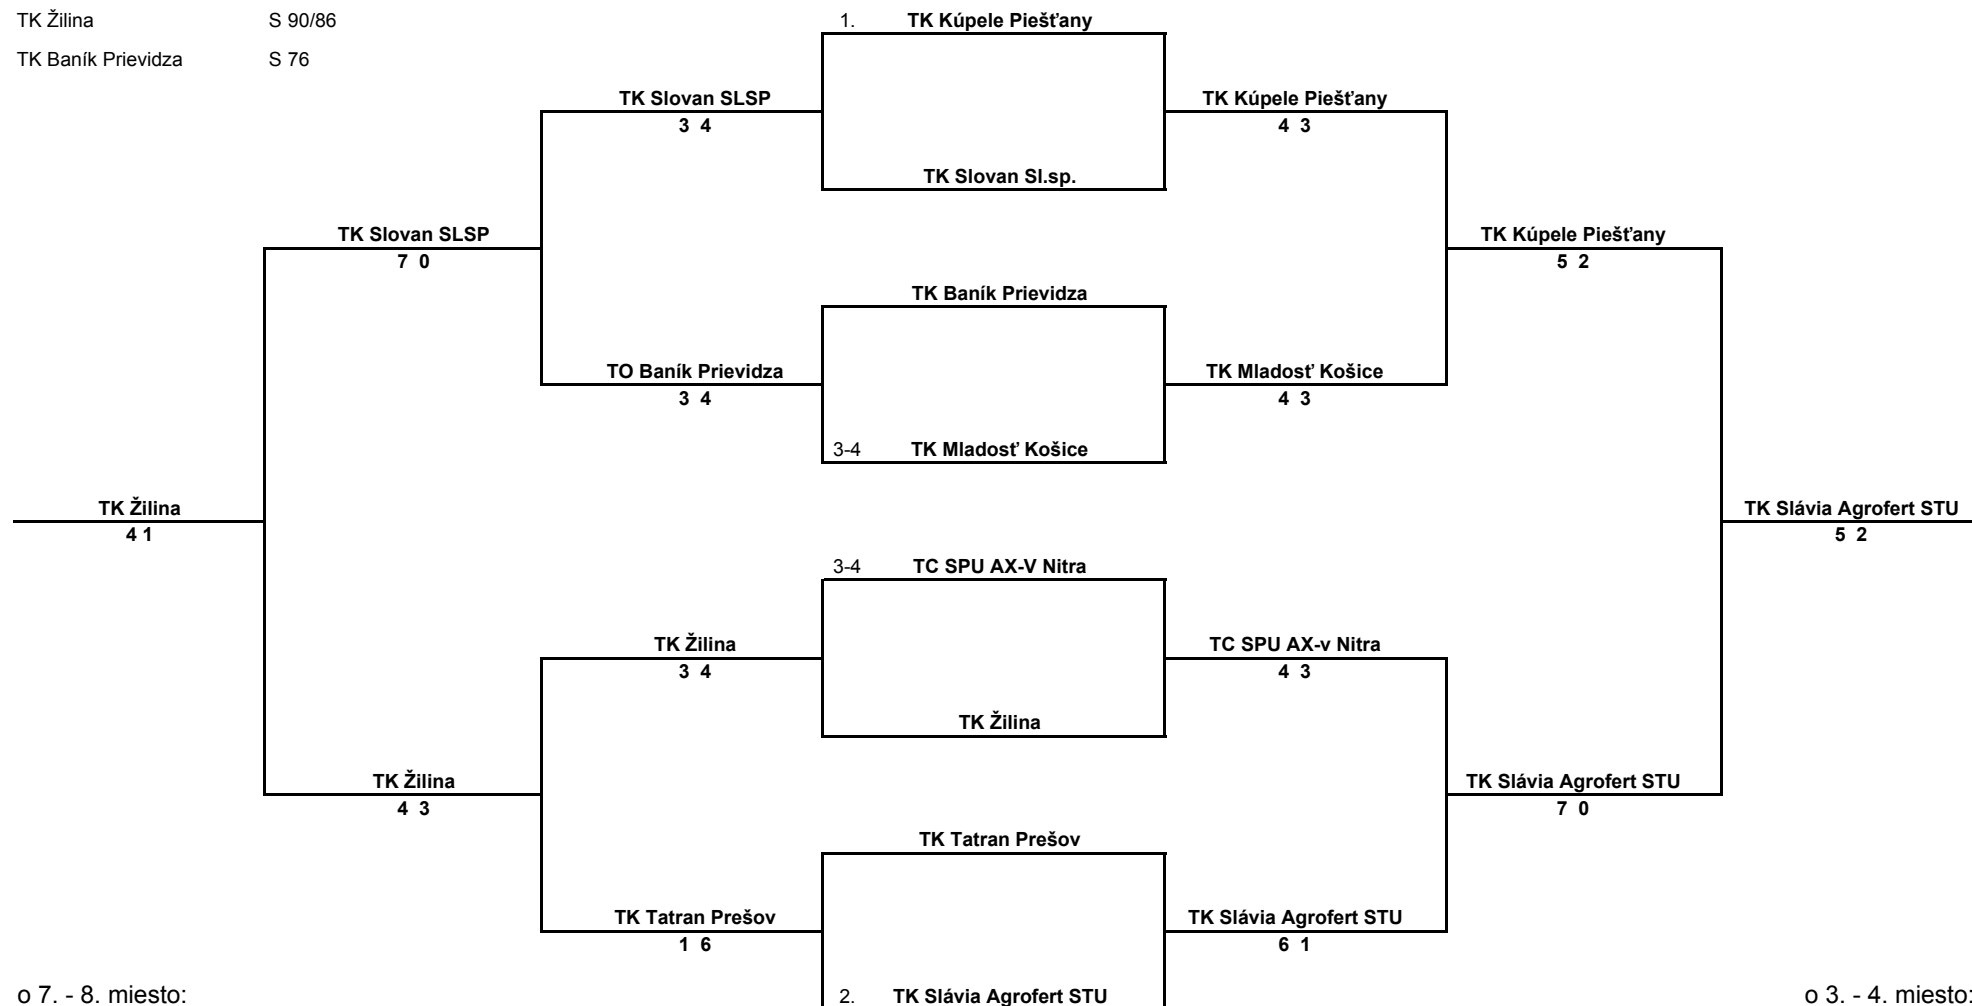 TK Žilina S 90/86 1. TK Kúpele Piešťany
TK Baník Prievidza S 76
TK Slovan SLSP TK Kúpele Piešťany
3 4 4 3
TK Slovan Sl.sp.
TK Slovan SLSP TK Kúpele Piešťany
7 0 5 2
TK Baník Prievidza
TO Baník Prievidza TK Mladosť Košice
3 4 4 3
3-4 TK Mladosť Košice
TK Žilina TK Slávia Agrofert STU
4 1 5 2
3-4 TC SPU AX-V Nitra
TK Žilina TC SPU AX-v Nitra
3 4 4 3
TK Žilina
TK Žilina TK Slávia Agrofert STU
4 3 7 0
TK Tatran Prešov
TK Tatran Prešov TK Slávia Agrofert STU
1 6 6 1
o 7. - 8. miesto: 2. TK Slávia Agrofert STU o 3. - 4. miesto: